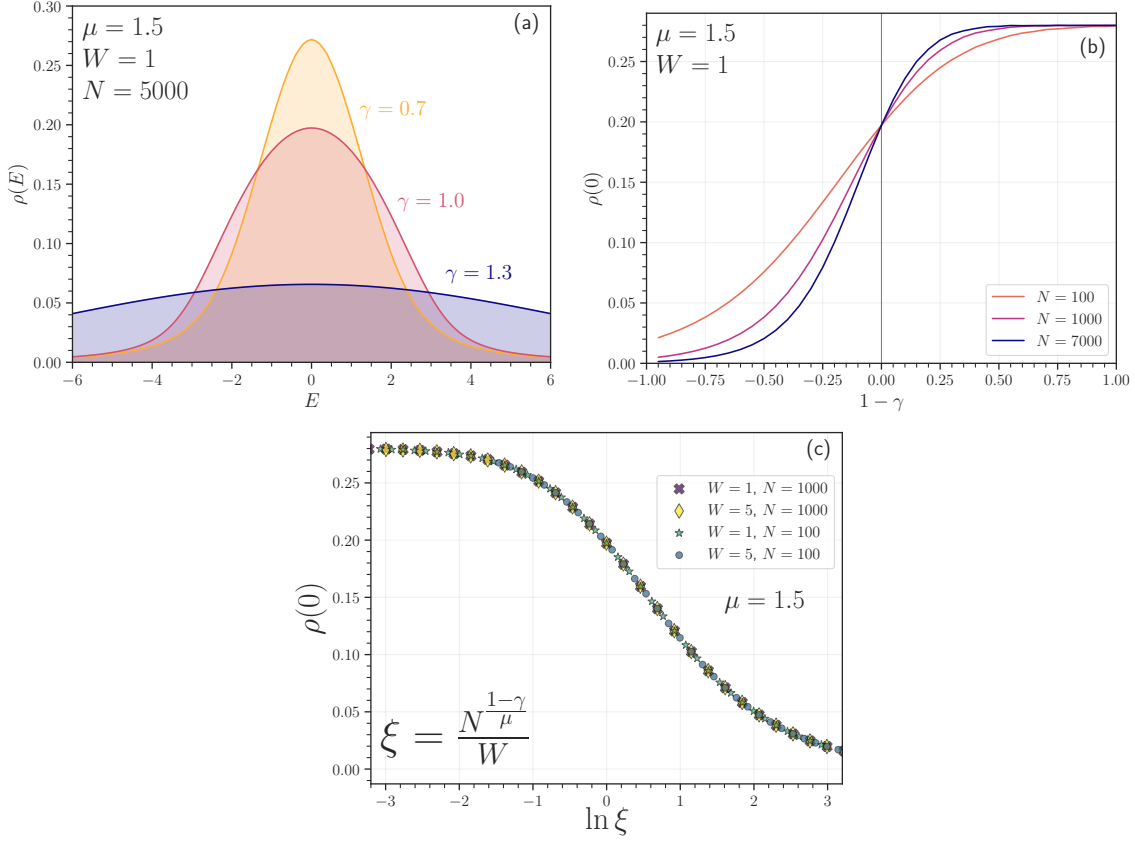 (a)
μ = 1.5
W = 1
N = 5000
γ = 0.7
γ = 1.0
γ = 1.3
ρ(E)
0.30
0.25
0.20
0.15
0.10
0.05
0.00
−6 −4 −2 0 2 4 6
E
(b)
μ = 1.5
W = 1
ρ(0)
0.30
0.25
0.20
0.15
0.10
0.05
0.00
N = 100
N = 1000
N = 7000
−1.00 −0.75 −0.50 −0.25 0.00 0.25 0.50 0.75 1.00
1 − γ
(c)
W = 1, N = 1000
W = 5, N = 1000
W = 1, N = 100
W = 5, N = 100
μ = 1.5
ρ(0)
0.25
0.20
0.15
0.10
0.05
0.00
ξ = N^{\frac{1−γ}{μ}} / W
−3 −2 −1 0 1 2 3
ln ξ